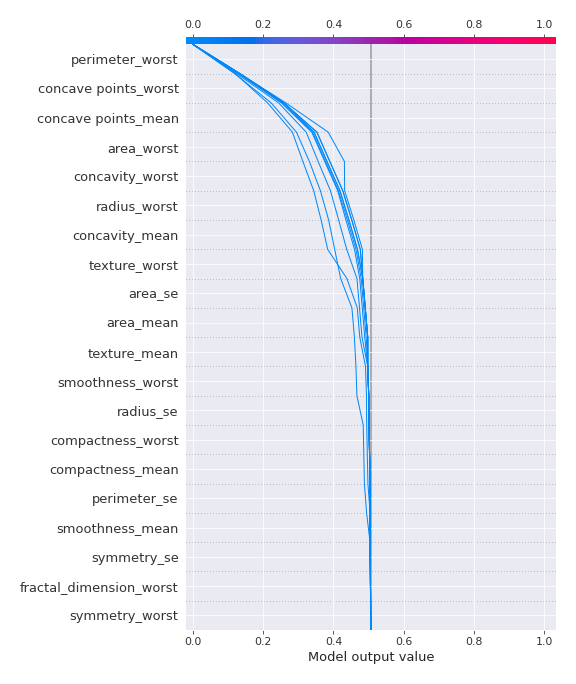 0.0 0.2 0.4 0.6 0.8 1.0
perimeter_worst
concave points_worst
concave points_mean
area_worst
concavity_worst
radius_worst
concavity_mean
texture_worst
area_se
area_mean
texture_mean
smoothness_worst
radius_se
compactness_worst
compactness_mean
perimeter_se
smoothness_mean
symmetry_se
fractal_dimension_worst
symmetry_worst
0.0 0.2 0.4 0.6 0.8 1.0
Model output value